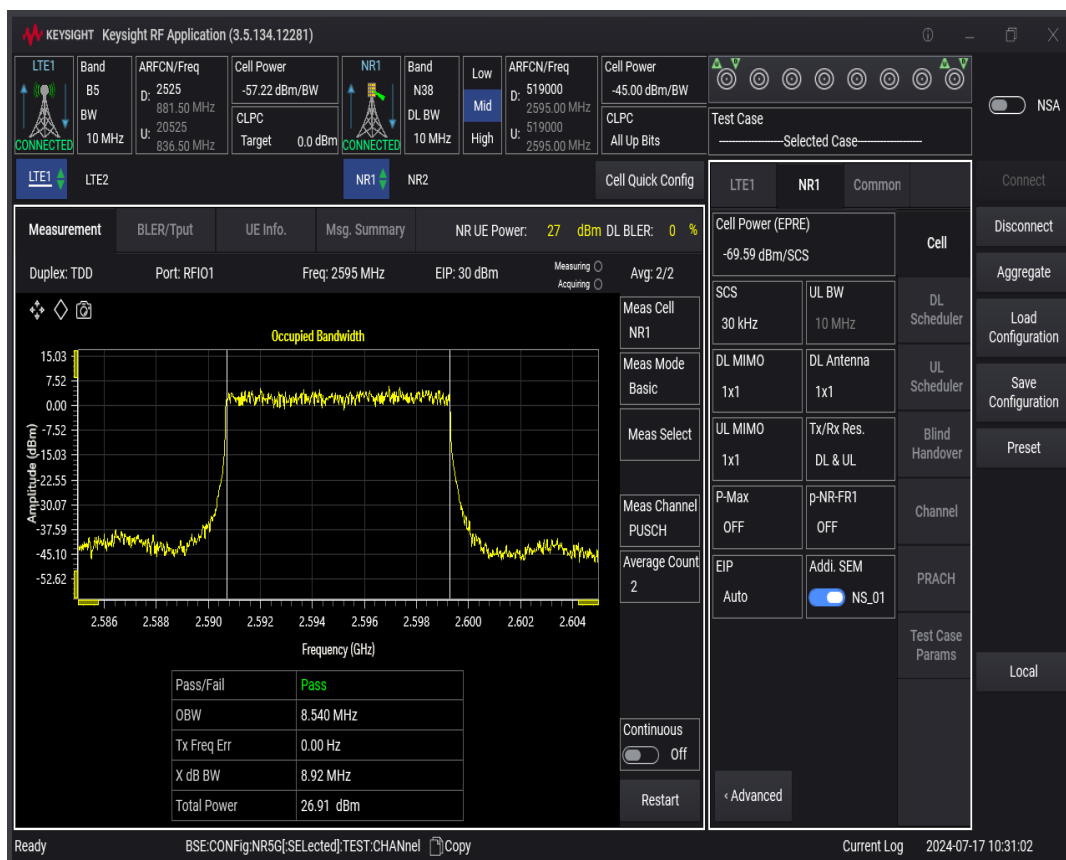 KEYSIGHT Keysight RF Application (3.5.134.12281)
LTE1
CONNECTED
Band
B5
BW
10 MHz
ARFCN/Freq
D: 2525
881.50 MHz
U: 20525
836.50 MHz
Cell Power
-57.22 dBm/BW
CLPC
Target 0.0 dBm
NR1
CONNECTED
Band
N38
DL BW
10 MHz
Low
Mid
High
ARFCN/Freq
D: 519000
2595.00 MHz
U: 519000
2595.00 MHz
Cell Power
-45.00 dBm/BW
CLPC
All Up Bits
Test Case
Selected Case
NSA
LTE1 LTE2
NR1 NR2
Cell Quick Config
Measurement BLER/Tput UE Info. Msg. Summary NR UE Power: 27 dBm DL BLER: 0 %
Duplex: TDD Port: RFIO1 Freq: 2595 MHz EIP: 30 dBm
Measuring
Acquiring
Avg: 2/2
Occupied Bandwidth
Amplitude (dBm)
15.03
7.52
0.00
-7.52
-15.03
-22.55
-30.07
-37.59
-45.10
-52.62
2.586 2.588 2.590 2.592 2.594 2.596 2.598 2.600 2.602 2.604
Frequency (GHz)
Pass/Fail Pass
OBW 8.540 MHz
Tx Freq Err 0.00 Hz
X dB BW 8.92 MHz
Total Power 26.91 dBm
Meas Cell
NR1
Meas Mode
Basic
Meas Select
Meas Channel
PUSCH
Average Count
2
Continuous
Off
Restart
LTE1 NR1 Common
Cell Power (EPRE)
-69.59 dBm/SCS
SCS
30 kHz
UL BW
10 MHz
DL MIMO
1x1
DL Antenna
1x1
UL MIMO
1x1
Tx/Rx Res.
DL & UL
P-Max
OFF
p-NR-FR1
OFF
EIP
Auto
Addi. SEM
NS_01
‹ Advanced
Cell
DL
Scheduler
UL
Scheduler
Blind
Handover
Channel
PRACH
Test Case
Params
Connect
Disconnect
Aggregate
Load
Configuration
Save
Configuration
Preset
Local
Ready BSE:CONFig:NR5G[:SELected]:TEST:CHANnel Copy Current Log 2024-07-17 10:31:02